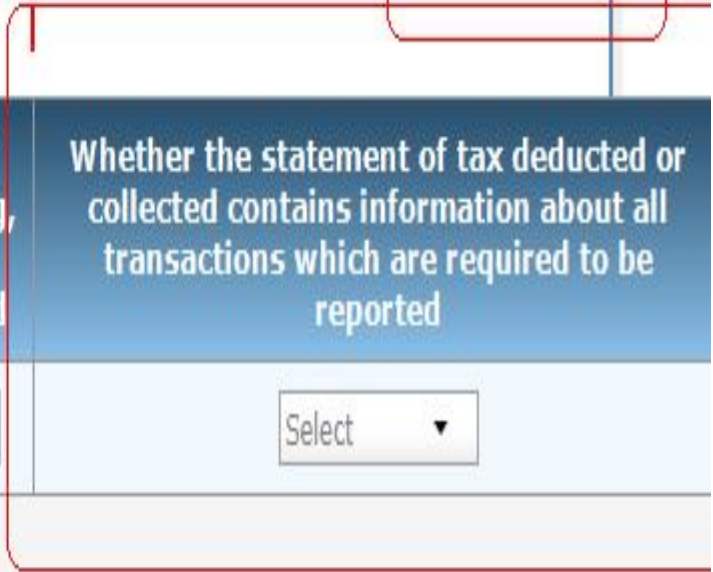 Whether the statement of tax deducted or
collected contains information about all
transactions which are required to be
reported
Select